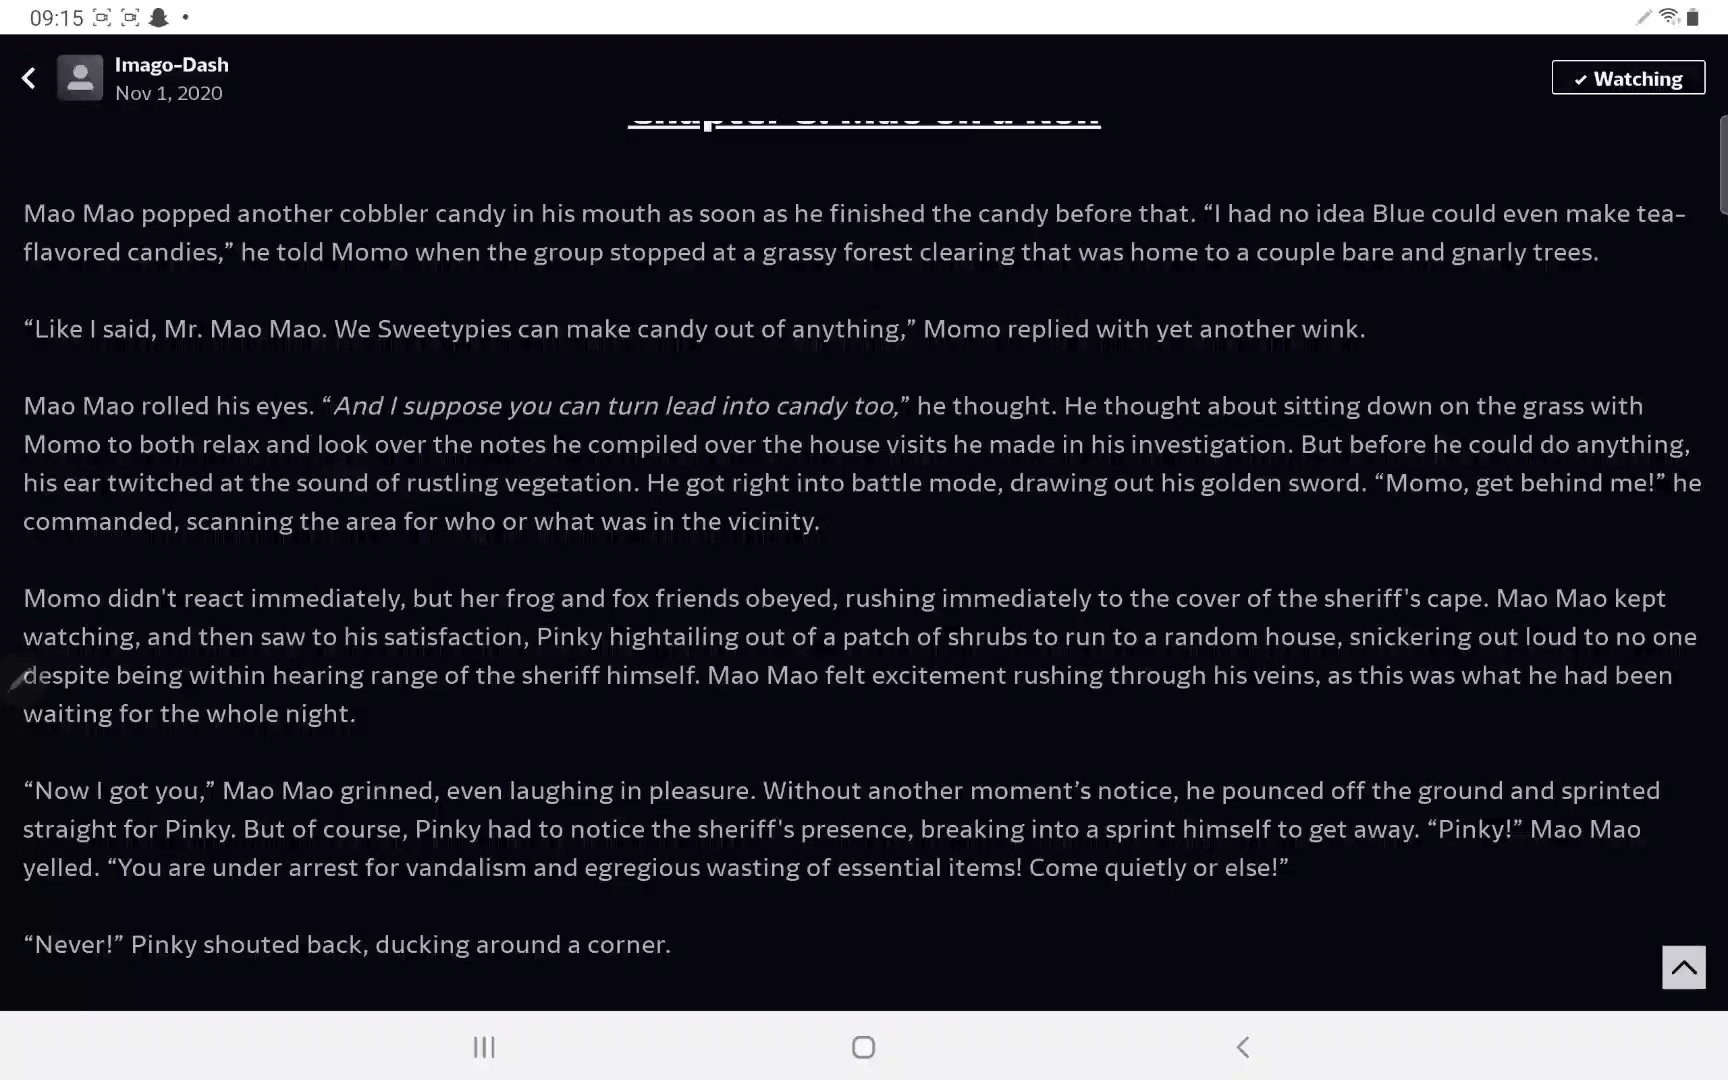 09:15
Imago-Dash
Nov 1, 2020
Watching
Mao Mao popped another cobbler candy in his mouth as soon as he finished the candy before that. “I had no idea Blue could even make tea-
flavored candies,” he told Momo when the group stopped at a grassy forest clearing that was home to a couple bare and gnarly trees.
“Like I said, Mr. Mao Mao. We Sweetypies can make candy out of anything,” Momo replied with yet another wink.
Mao Mao rolled his eyes. “And I suppose you can turn lead into candy too,” he thought. He thought about sitting down on the grass with
Momo to both relax and look over the notes he compiled over the house visits he made in his investigation. But before he could do anything,
his ear twitched at the sound of rustling vegetation. He got right into battle mode, drawing out his golden sword. “Momo, get behind me!” he
commanded, scanning the area for who or what was in the vicinity.
Momo didn't react immediately, but her frog and fox friends obeyed, rushing immediately to the cover of the sheriff's cape. Mao Mao kept
watching, and then saw to his satisfaction, Pinky hightailing out of a patch of shrubs to run to a random house, snickering out loud to no one
despite being within hearing range of the sheriff himself. Mao Mao felt excitement rushing through his veins, as this was what he had been
waiting for the whole night.
“Now I got you,” Mao Mao grinned, even laughing in pleasure. Without another moment’s notice, he pounced off the ground and sprinted
straight for Pinky. But of course, Pinky had to notice the sheriff's presence, breaking into a sprint himself to get away. “Pinky!” Mao Mao
yelled. “You are under arrest for vandalism and egregious wasting of essential items! Come quietly or else!”
“Never!” Pinky shouted back, ducking around a corner.